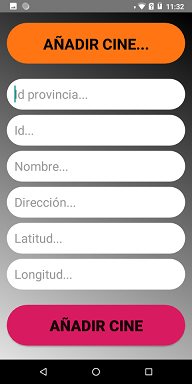 11:32
AÑADIR CINE...
Id provincia...
Id...
Nombre...
Dirección...
Latitud...
Longitud...
AÑADIR CINE